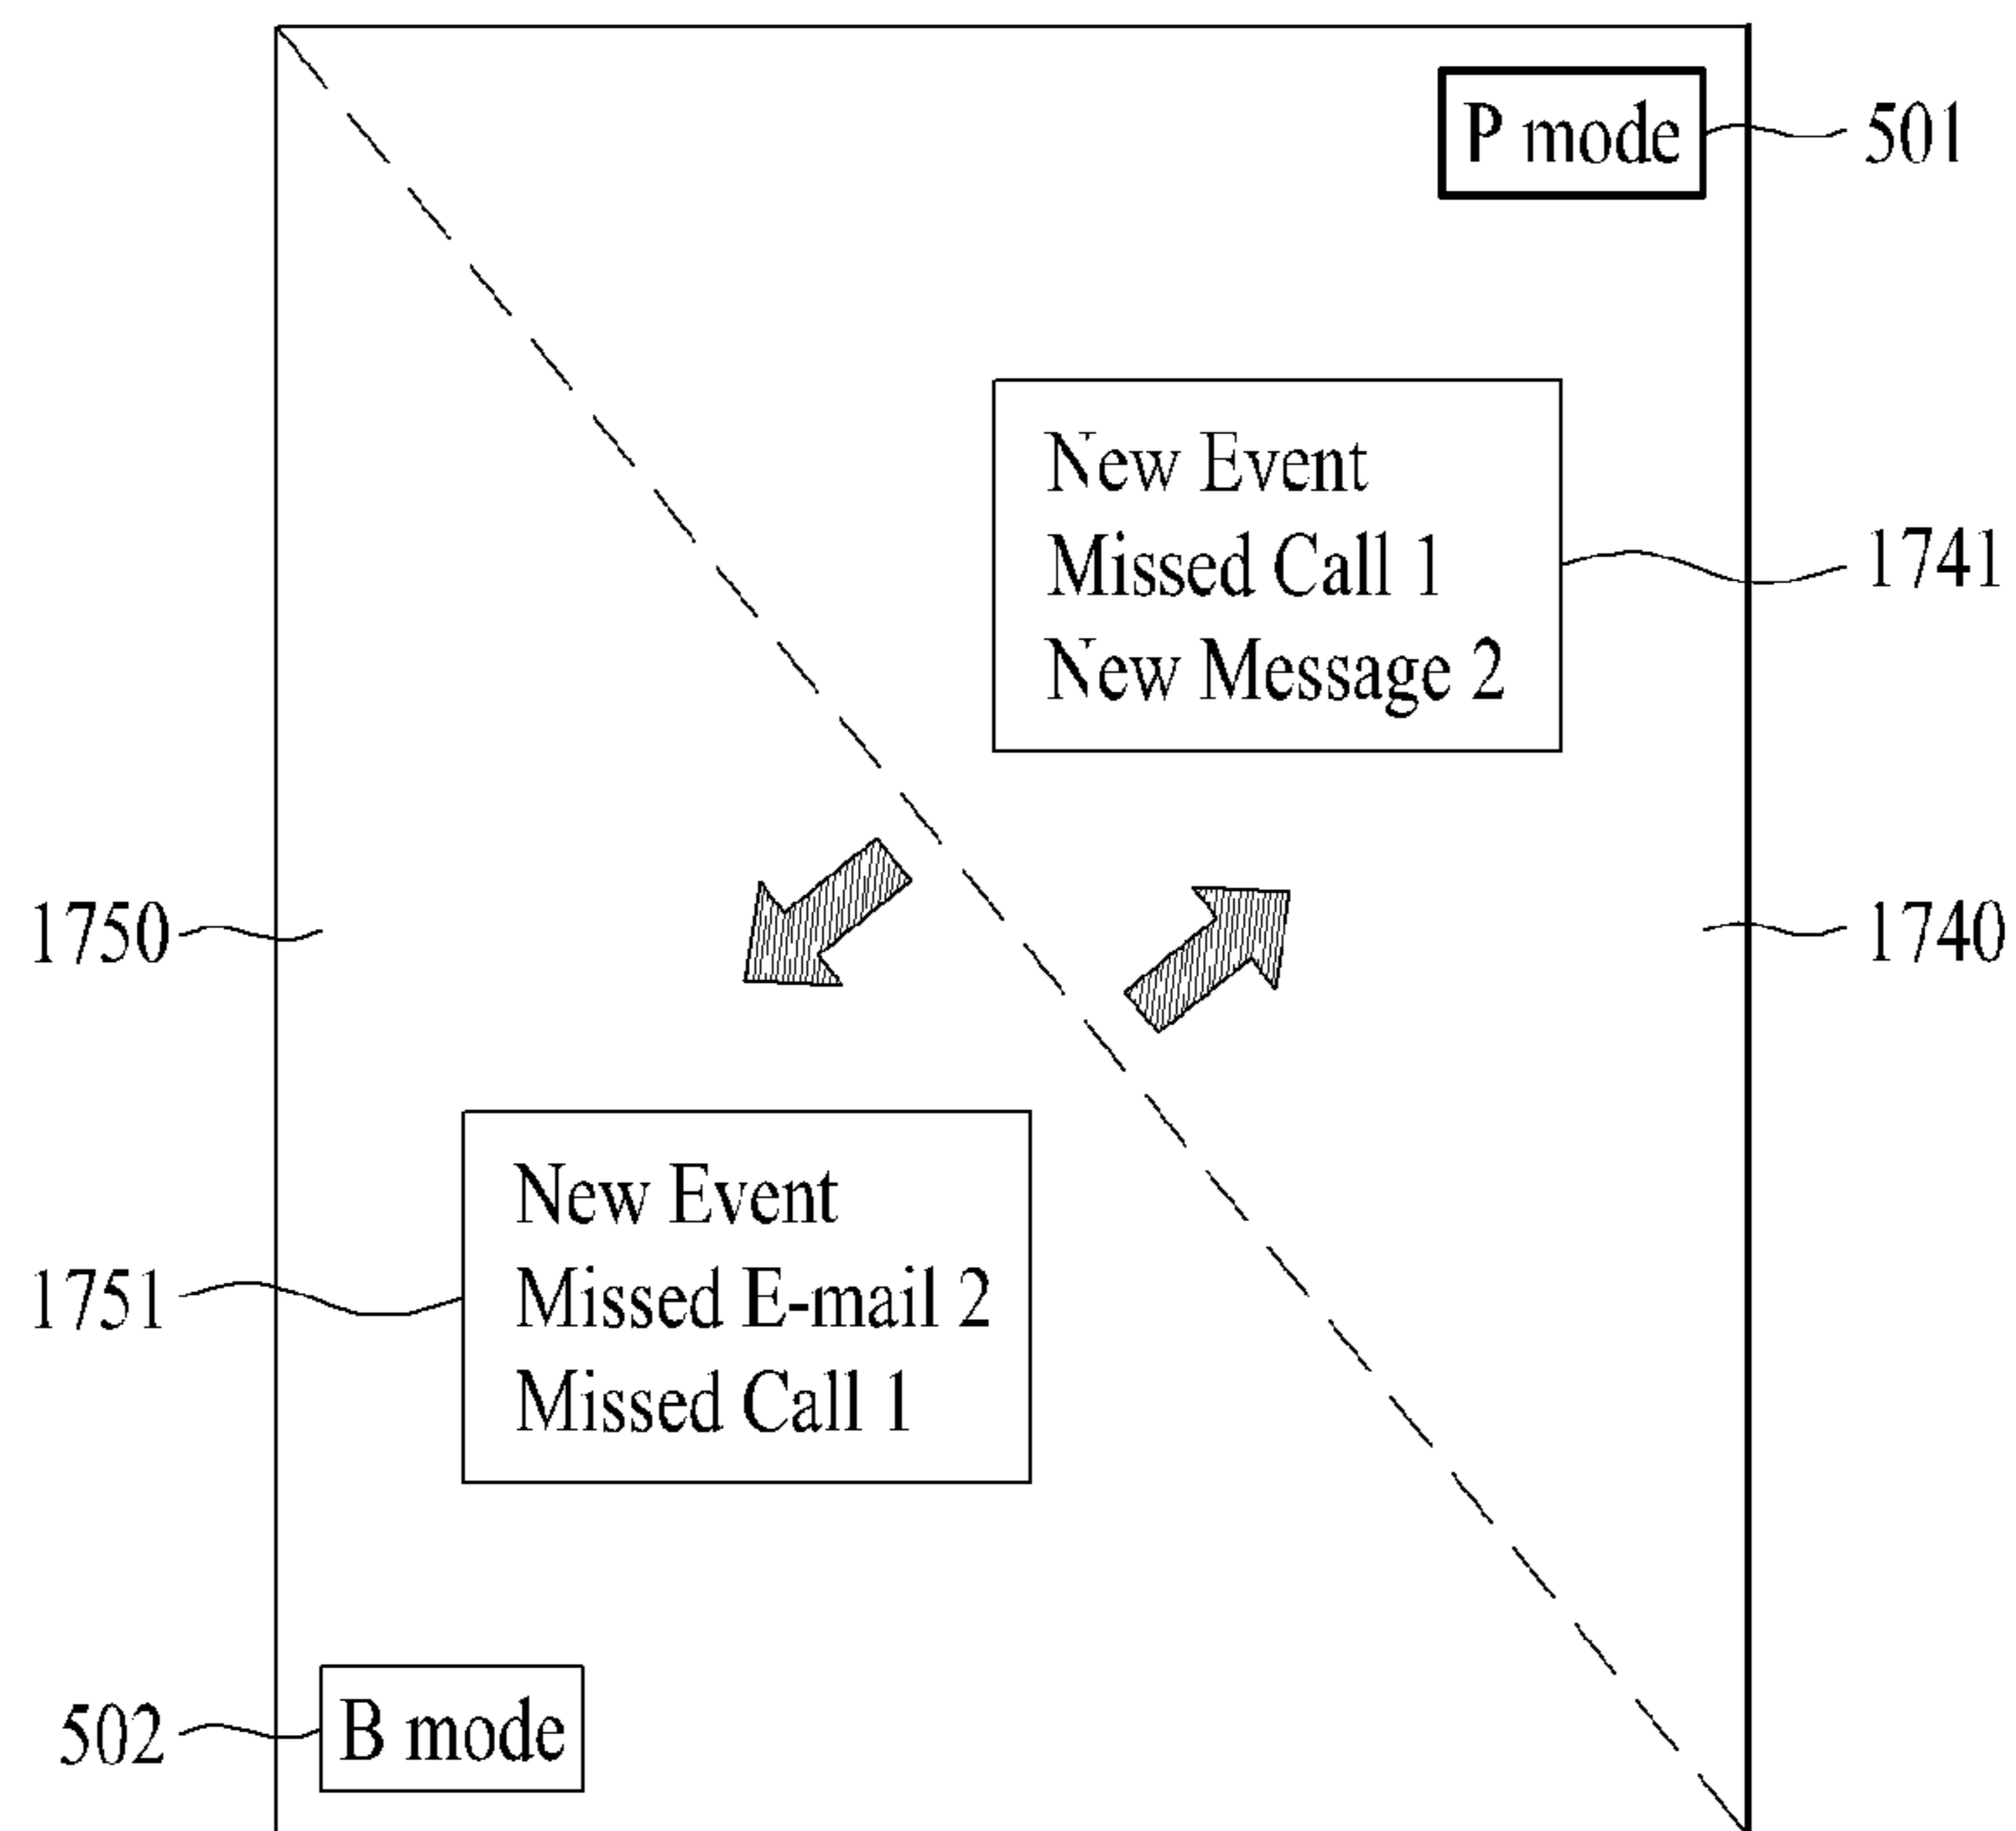 P mode
501
New Event
Missed Call 1
New Message 2
1741
1750
1740
New Event
Missed E-mail 2
Missed Call 1
1751
B mode
502